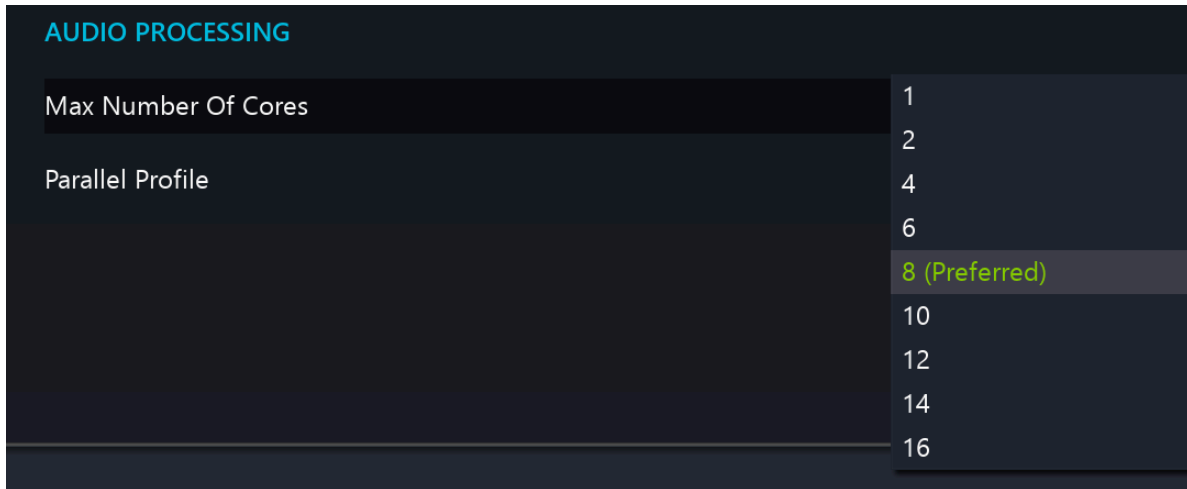 AUDIO PROCESSING
Max Number Of Cores
Parallel Profile
1
2
4
6
8 (Preferred)
10
12
14
16